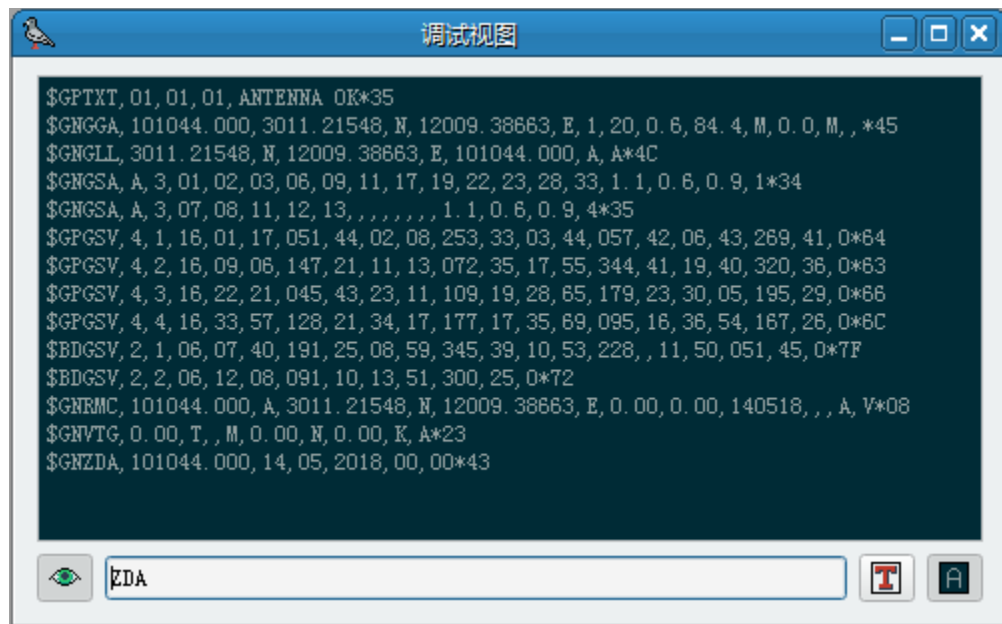 调试视图
$GPTXT,01,01,01,ANTENNA OK*35
$GNGGA,101044.000,3011.21548,N,12009.38663,E,1,20,0.6,84.4,M,0.0,M,,*45
$GNGLL,3011.21548,N,12009.38663,E,101044.000,A,A*4C
$GNGSA,A,3,01,02,03,06,09,11,17,19,22,23,28,33,1.1,0.6,0.9,1*34
$GNGSA,A,3,07,08,11,12,13,,,,,,,,1.1,0.6,0.9,4*35
$GPGSV,4,1,16,01,17,051,44,02,08,253,33,03,44,057,42,06,43,269,41,0*64
$GPGSV,4,2,16,09,06,147,21,11,13,072,35,17,55,344,41,19,40,320,36,0*63
$GPGSV,4,3,16,22,21,045,43,23,11,109,19,28,65,179,23,30,05,195,29,0*66
$GPGSV,4,4,16,33,57,128,21,34,17,177,17,35,69,095,16,36,54,167,26,0*6C
$BDGSV,2,1,06,07,40,191,25,08,59,345,39,10,53,228,,11,50,051,45,0*7F
$BDGSV,2,2,06,12,08,091,10,13,51,300,25,0*72
$GNRMC,101044.000,A,3011.21548,N,12009.38663,E,0.00,0.00,140518,,,A,V*08
$GNVTG,0.00,T,,M,0.00,N,0.00,K,A*23
$GNZDA,101044.000,14,05,2018,00,00*43
ZDA
T
A